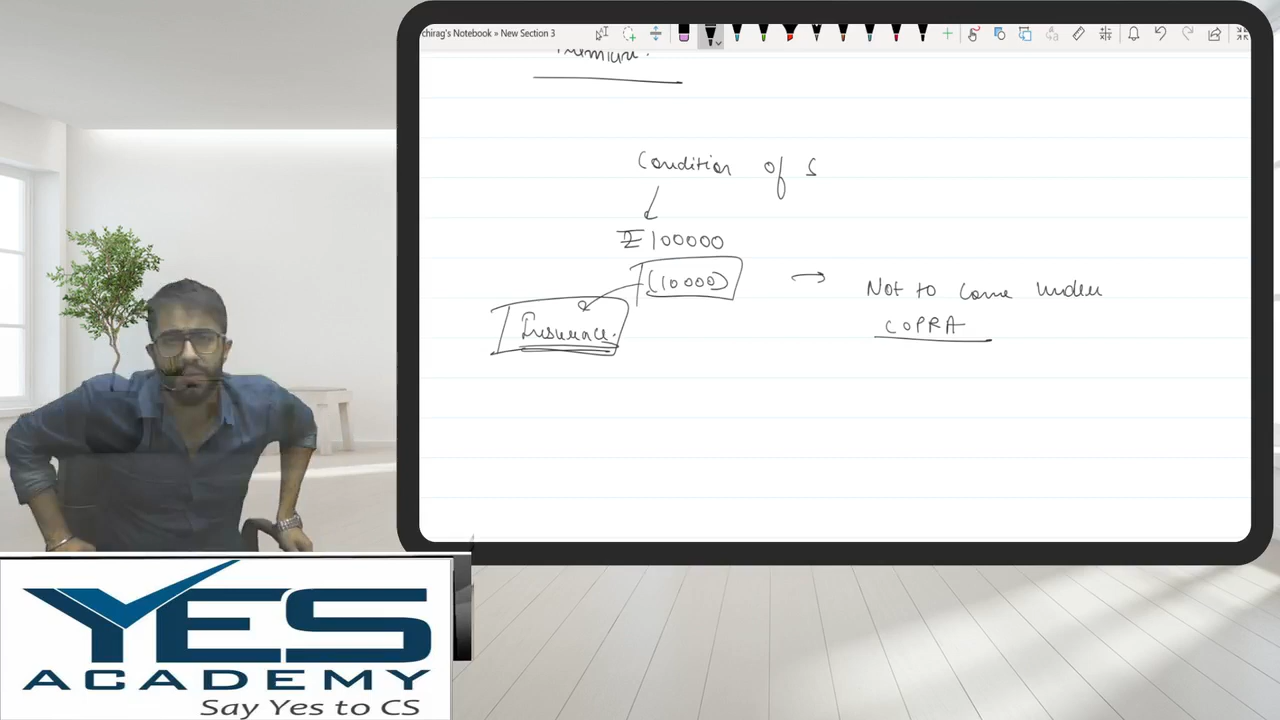 chirag's Notebook » New Section 3
Condition of S
100000
(10000)
Insurance.
Not to come under
COPRA
YES
ACADEMY
Say Yes to CS